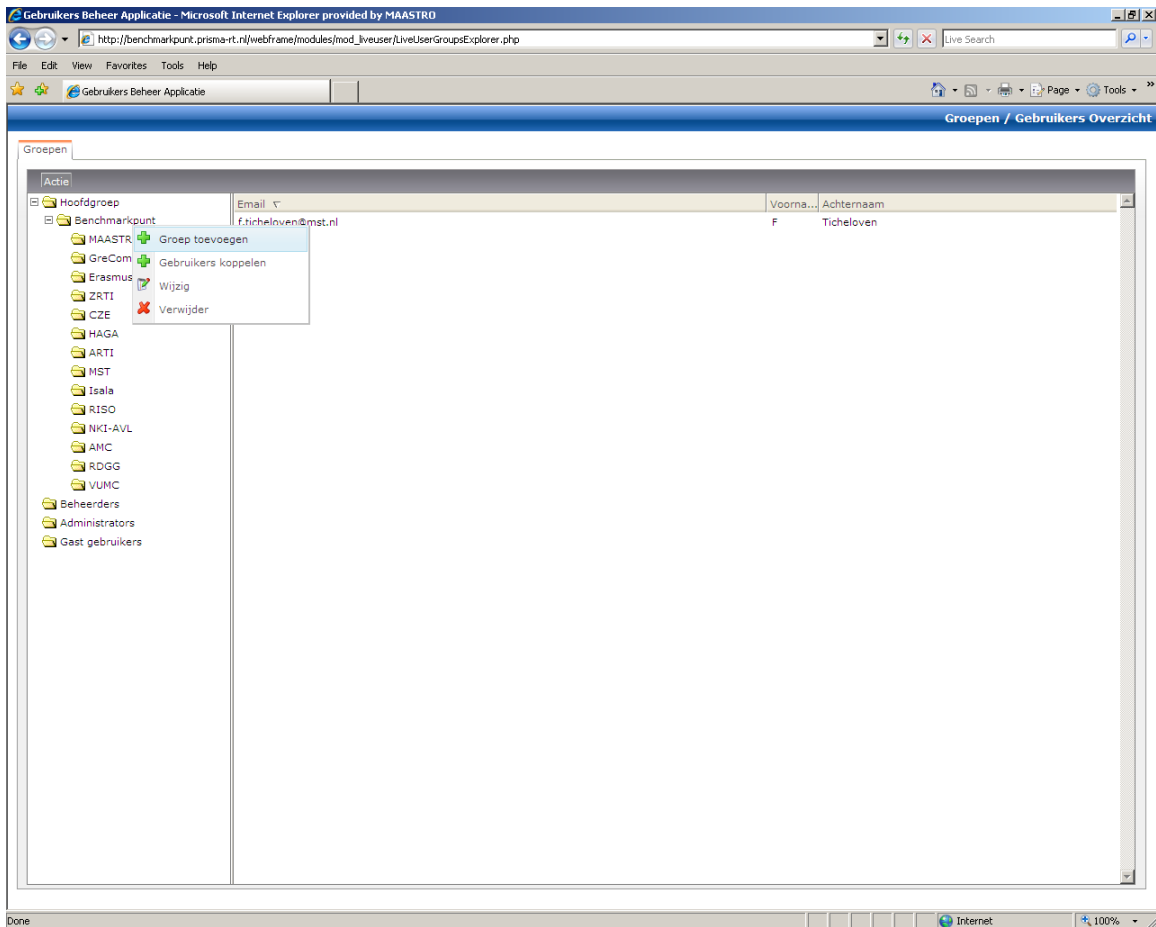 Gebruikers Beheer Applicatie - Microsoft Internet Explorer provided by MAASTRO
http://benchmarkpunt.prisma-rt.nl/webframe/modules/mod_liveuser/LiveUserGroupsExplorer.php
Live Search
File Edit View Favorites Tools Help
Gebruikers Beheer Applicatie
Page Tools
Groepen / Gebruikers Overzicht
Groepen
Actie
Hoofdgroep
Email Voorna... Achternaam
Benchmarkpunt
f.ticheloven@mst.nl F Ticheloven
MAASTR
Groep toevoegen
GreCom
Gebruikers koppelen
Erasmus
Wijzig
ZRTI
Verwijder
CZE
HAGA
ARTI
MST
Isala
RISO
NKI-AVL
AMC
RDGG
VUMC
Beheerders
Administrators
Gast gebruikers
Done
Internet
100%